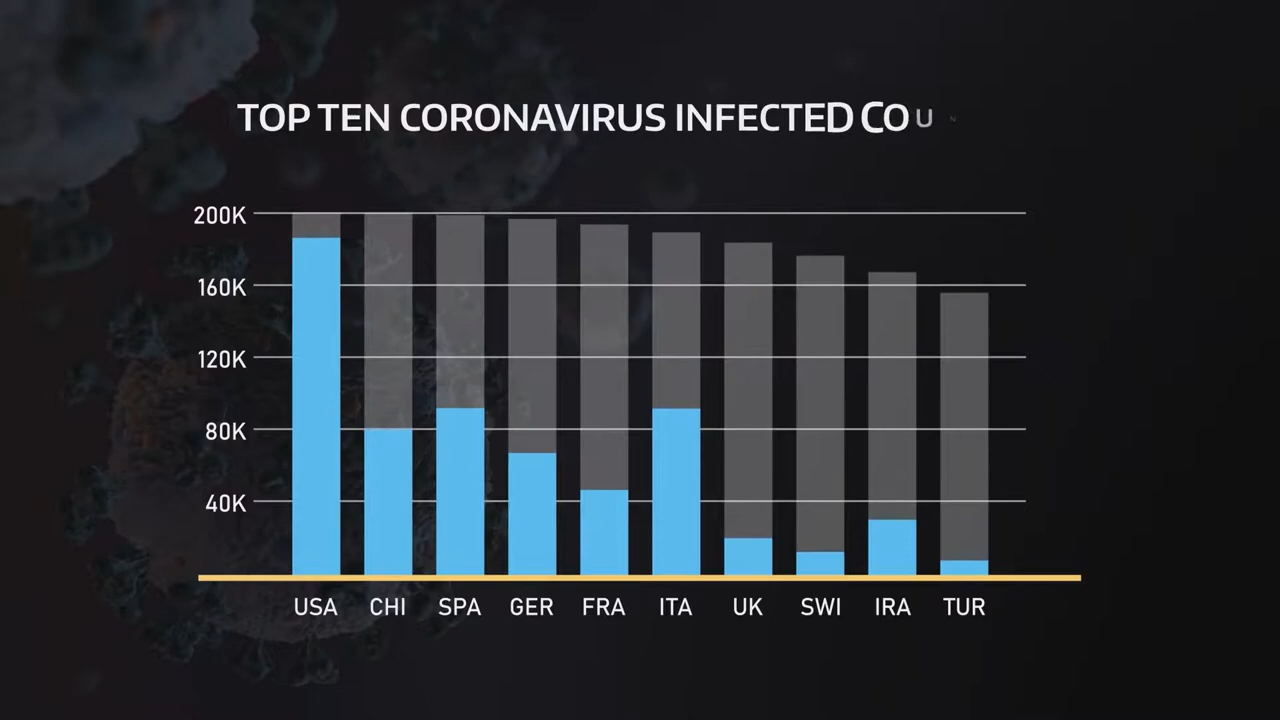 TOP TEN CORONAVIRUS INFECTED COUN
200K
160K
120K
80K
40K
USA CHI SPA GER FRA ITA UK SWI IRA TUR